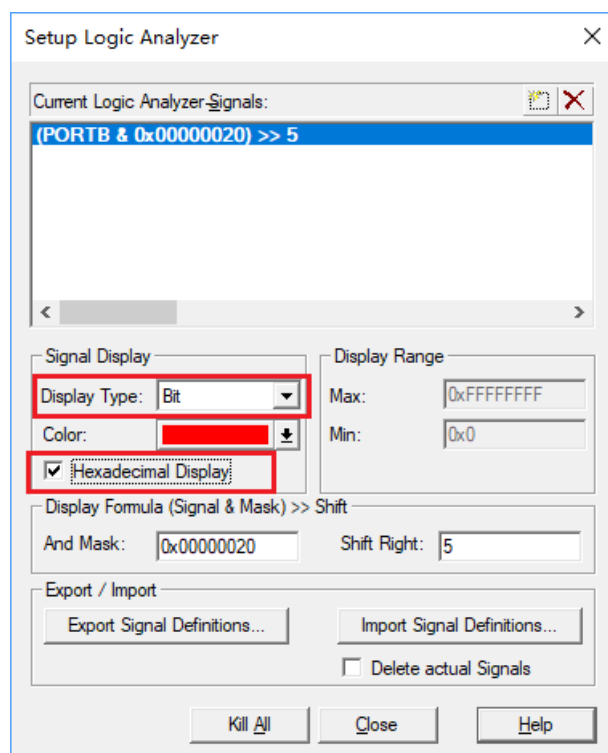 Setup Logic Analyzer
Current Logic Analyzer Signals:
(PORTB & 0x00000020) >> 5
Signal Display
Display Range
Display Type: Bit
Max: 0xFFFFFFFF
Color:
Min: 0x0
Hexadecimal Display
Display Formula (Signal & Mask) >> Shift
And Mask: 0x00000020
Shift Right: 5
Export / Import
Export Signal Definitions...
Import Signal Definitions...
Delete actual Signals
Kill All
Close
Help